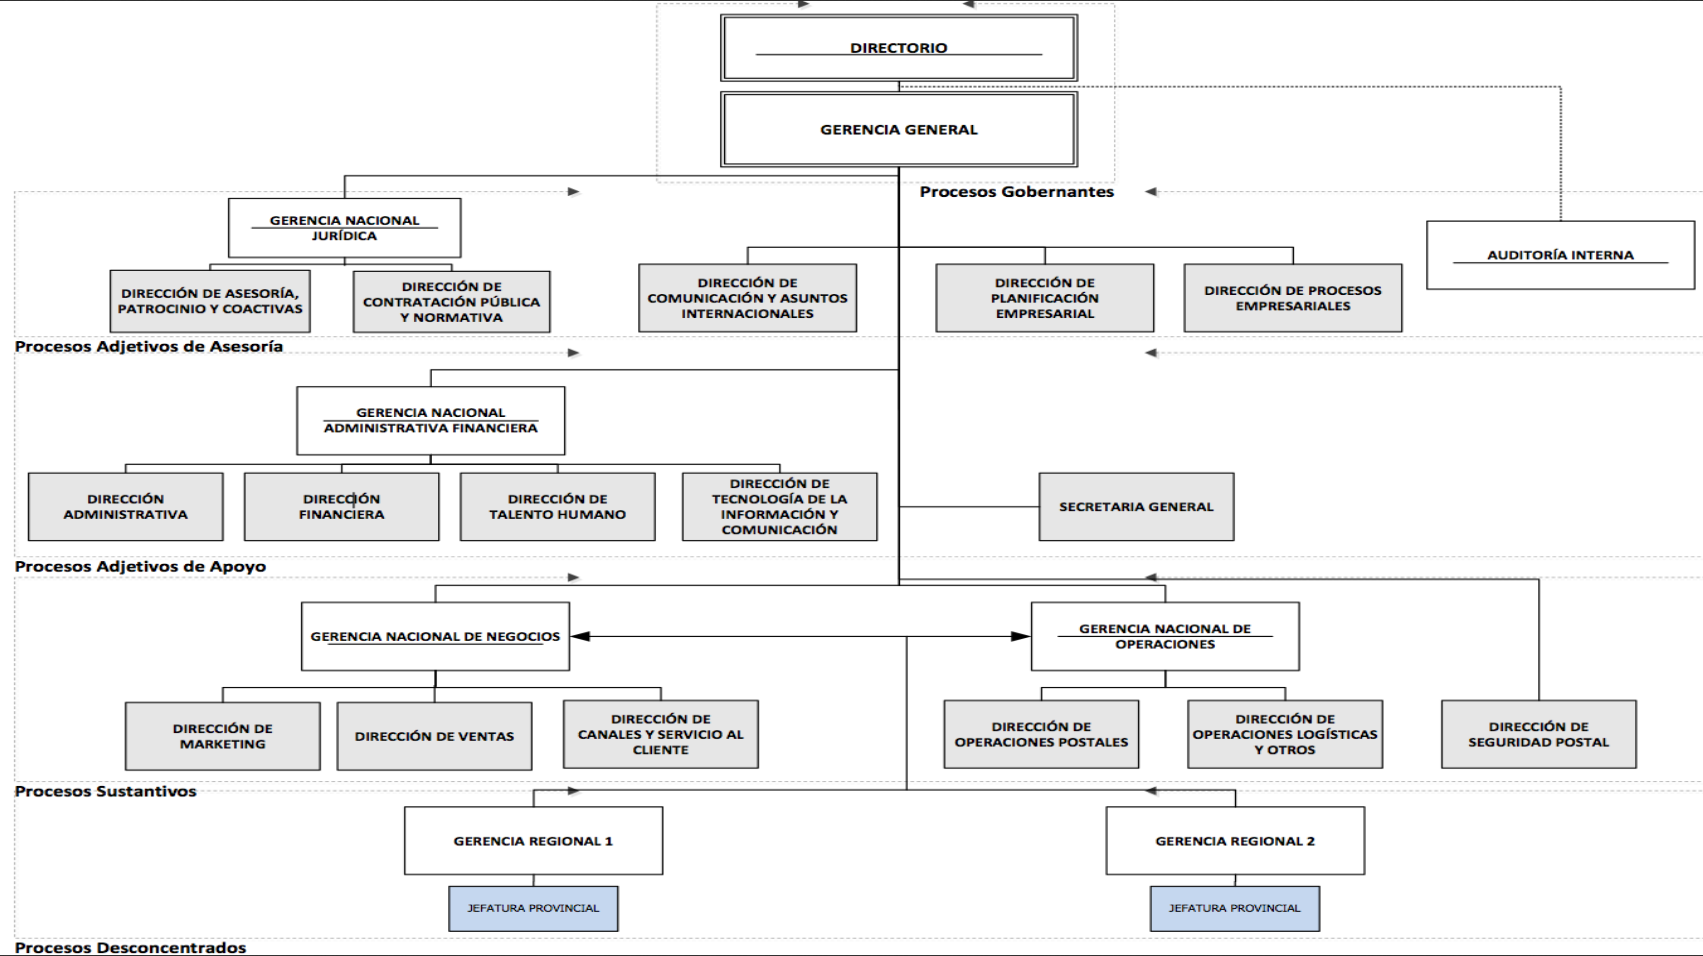 DIRECTORIO
GERENCIA GENERAL
Procesos Gobernantes
GERENCIA NACIONAL
JURÍDICA
AUDITORÍA INTERNA
DIRECCIÓN DE ASESORÍA,
PATROCINIO Y COACTIVAS
DIRECCIÓN DE
CONTRATACIÓN PÚBLICA
Y NORMATIVA
DIRECCIÓN DE
COMUNICACIÓN Y ASUNTOS
INTERNACIONALES
DIRECCIÓN DE
PLANIFICACIÓN
EMPRESARIAL
DIRECCIÓN DE PROCESOS
EMPRESARIALES
Procesos Adjetivos de Asesoría
GERENCIA NACIONAL
ADMINISTRATIVA FINANCIERA
DIRECCIÓN
ADMINISTRATIVA
DIRECCIÓN
FINANCIERA
DIRECCIÓN DE
TALENTO HUMANO
DIRECCIÓN DE
TECNOLOGÍA DE LA
INFORMACIÓN Y
COMUNICACIÓN
SECRETARIA GENERAL
Procesos Adjetivos de Apoyo
GERENCIA NACIONAL DE NEGOCIOS
GERENCIA NACIONAL DE
OPERACIONES
DIRECCIÓN DE
MARKETING
DIRECCIÓN DE VENTAS
DIRECCIÓN DE
CANALES Y SERVICIO AL
CLIENTE
DIRECCIÓN DE
OPERACIONES POSTALES
DIRECCIÓN DE
OPERACIONES LOGÍSTICAS
Y OTROS
DIRECCIÓN DE
SEGURIDAD POSTAL
Procesos Sustantivos
GERENCIA REGIONAL 1
GERENCIA REGIONAL 2
JEFATURA PROVINCIAL
JEFATURA PROVINCIAL
Procesos Desconcentrados